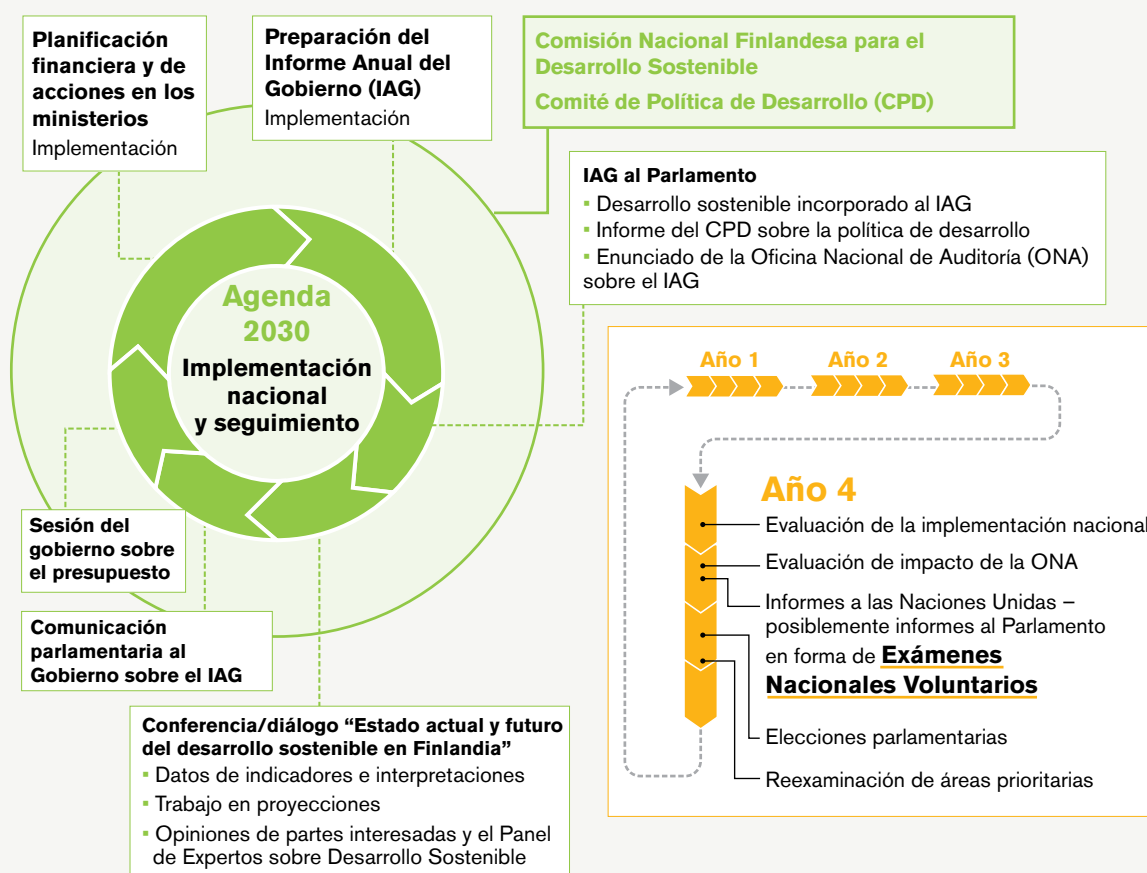 Planificación
financiera y de
acciones en los
ministerios
Implementación
Preparación del
Informe Anual del
Gobierno (IAG)
Implementación
Comisión Nacional Finlandesa para el
Desarrollo Sostenible
Comité de Política de Desarrollo (CPD)
IAG al Parlamento
▪ Desarrollo sostenible incorporado al IAG
▪ Informe del CPD sobre la política de desarrollo
▪ Enunciado de la Oficina Nacional de Auditoría (ONA)
sobre el IAG
Agenda
2030
Implementación
nacional
y seguimiento
Sesión del
gobierno sobre
el presupuesto
Comunicación
parlamentaria al
Gobierno sobre el IAG
Conferencia/diálogo “Estado actual y futuro
del desarrollo sostenible en Finlandia”
▪ Datos de indicadores e interpretaciones
▪ Trabajo en proyecciones
▪ Opiniones de partes interesadas y el Panel
de Expertos sobre Desarrollo Sostenible
Año 1 Año 2 Año 3
Año 4
Evaluación de la implementación nacional
Evaluación de impacto de la ONA
Informes a las Naciones Unidas –
posiblemente informes al Parlamento
en forma de Exámenes
Nacionales Voluntarios
Elecciones parlamentarias
Reexaminación de áreas prioritarias